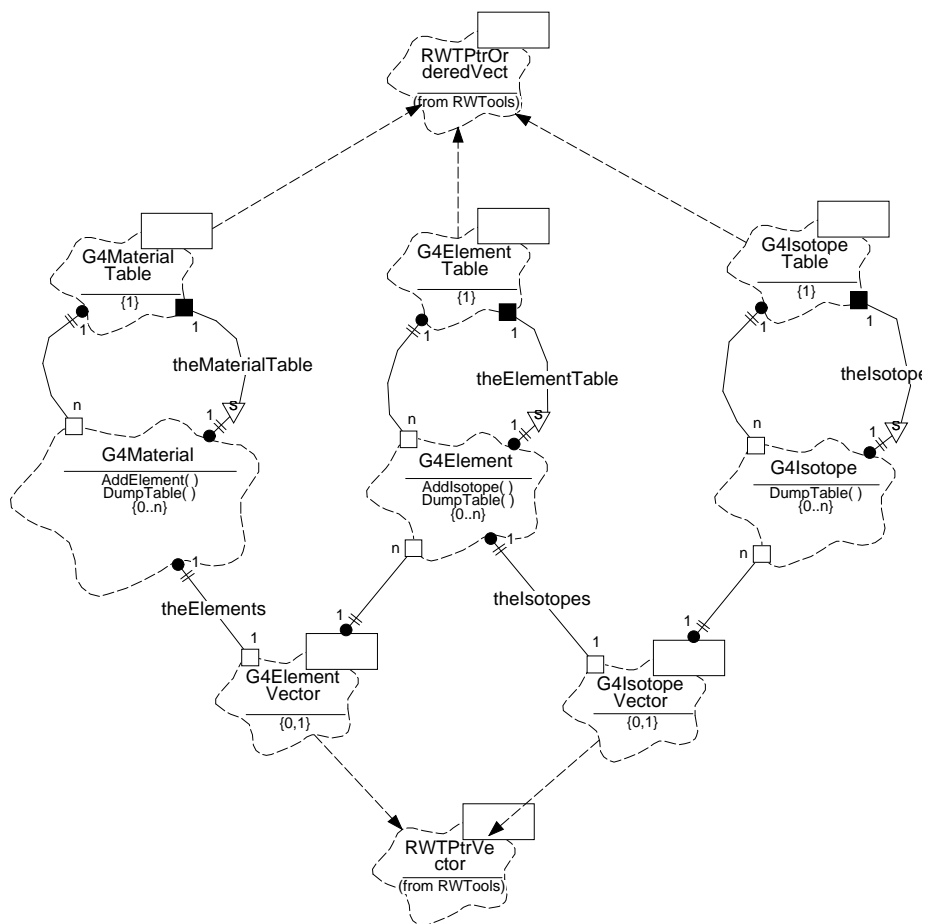 RWTPtrOr
deredVect
(from RWTools)
G4Material
Table
{1}
1
1
G4Element
Table
{1}
1
1
G4Isotope
Table
{1}
1
1
theMaterialTable
theElementTable
theIsotope
n
1
S
n
1
S
n
1
S
G4Material
AddElement( )
DumpTable( )
{0..n}
1
G4Element
AddIsotope( )
DumpTable( )
{0..n}
n
1
G4Isotope
DumpTable( )
{0..n}
n
theElements
theIsotopes
1
1
1
1
G4Element
Vector
{0,1}
G4Isotope
Vector
{0,1}
RWTPtrVe
ctor
(from RWTools)